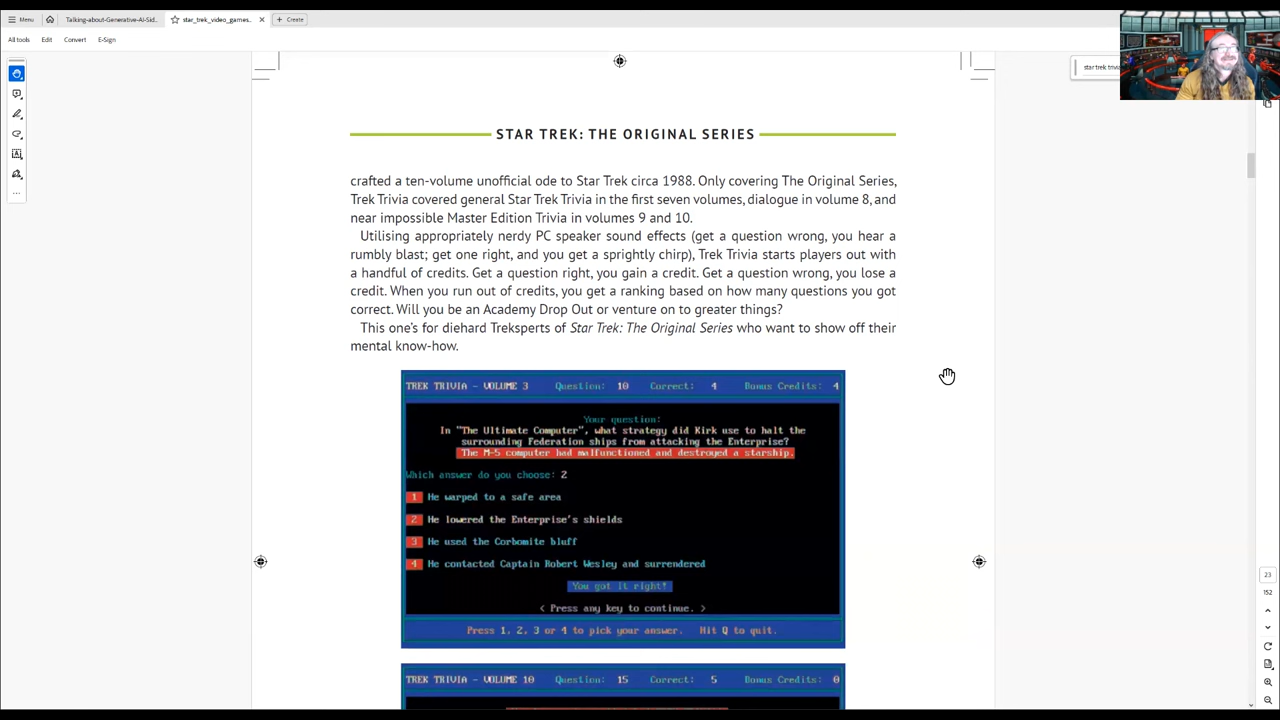 Menu
Talking-about-Generative-AI-Sid...
star_trek_video_games...
Create
All tools Edit Convert E-Sign
star trek trivi
STAR TREK: THE ORIGINAL SERIES
crafted a ten-volume unofficial ode to Star Trek circa 1988. Only covering The Original Series,
Trek Trivia covered general Star Trek Trivia in the first seven volumes, dialogue in volume 8, and
near impossible Master Edition Trivia in volumes 9 and 10.
Utilising appropriately nerdy PC speaker sound effects (get a question wrong, you hear a
rumbly blast; get one right, and you get a sprightly chirp), Trek Trivia starts players out with
a handful of credits. Get a question right, you gain a credit. Get a question wrong, you lose a
credit. When you run out of credits, you get a ranking based on how many questions you got
correct. Will you be an Academy Drop Out or venture on to greater things?
This one's for diehard Treksperts of Star Trek: The Original Series who want to show off their
mental know-how.
TREK TRIVIA - VOLUME 3 Question: 10 Correct: 4 Bonus Credits: 4
Your question:
In "The Ultimate Computer", what strategy did Kirk use to halt the
surrounding Federation ships from attacking the Enterprise?
The M-5 computer had malfunctioned and destroyed a starship.
Which answer do you choose: 2
1 He warped to a safe area
2 He lowered the Enterprise's shields
3 He used the Corbomite bluff
4 He contacted Captain Robert Wesley and surrendered
You got it right!
< Press any key to continue. >
Press 1, 2, 3 or 4 to pick your answer. Hit Q to quit.
TREK TRIVIA - VOLUME 10 Question: 15 Correct: 5 Bonus Credits: 0
23
152